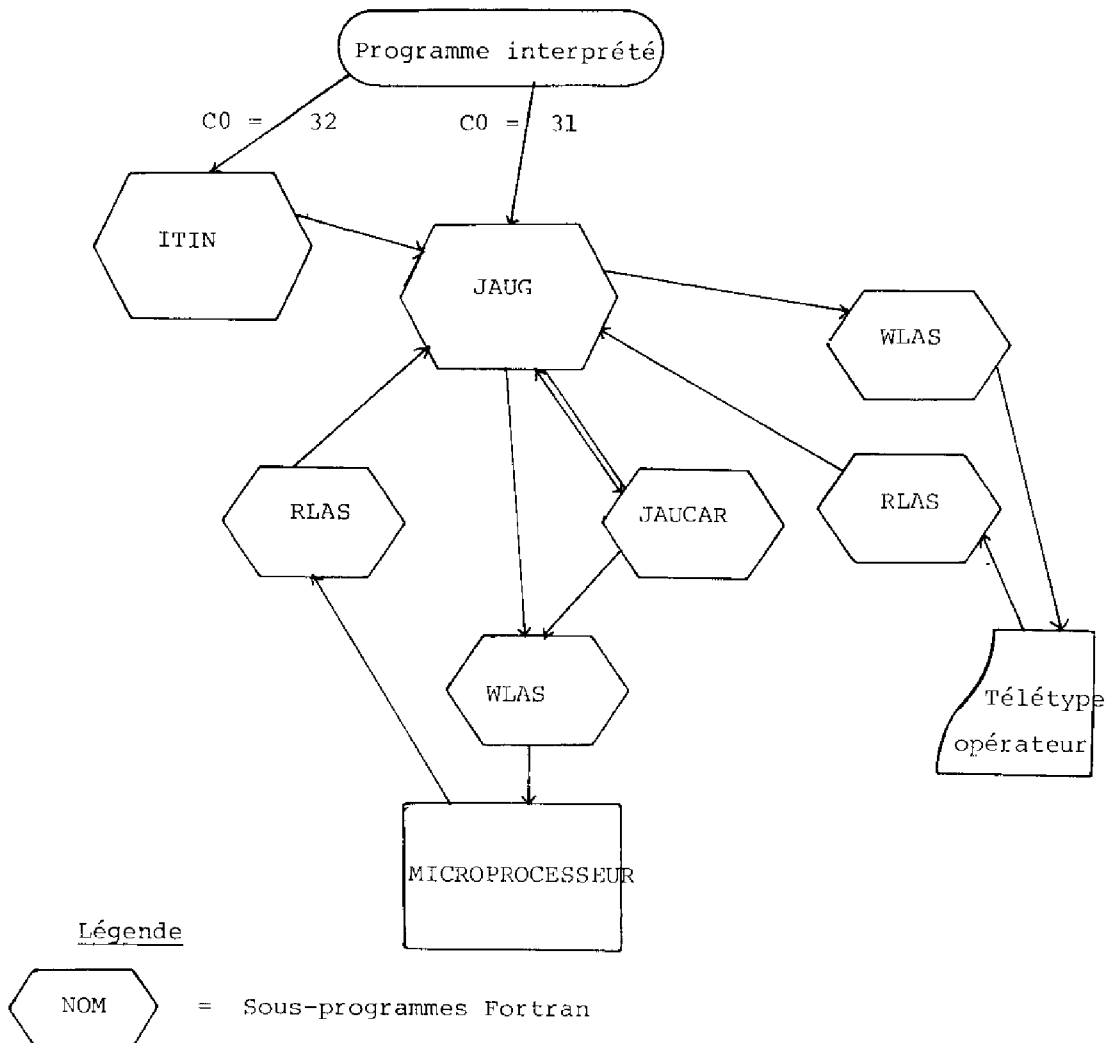 Programme interprété
C0 = 32
C0 = 31
ITIN
JAUG
WLAS
RLAS
JAUCAR
RLAS
WLAS
Télétype
opérateur
MICROPROCESSEUR
Légende
NOM = Sous-programmes Fortran